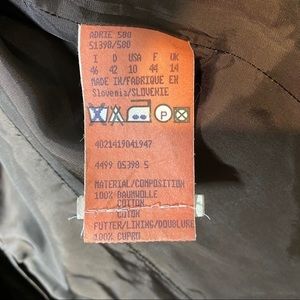 ADRIE 580
51398/580
I D USA F UK
46 42 10 44 14
MADE IN/FABRIQUE EN
Slovenia/SLOVENIE
P
4021419041947
4499 05398 5
MATERIAL/COMPOSITION
100% BAUMWOLLE
COTTON
COTON
FUTTER/LINING/DOUBLURE
100% CUPRO